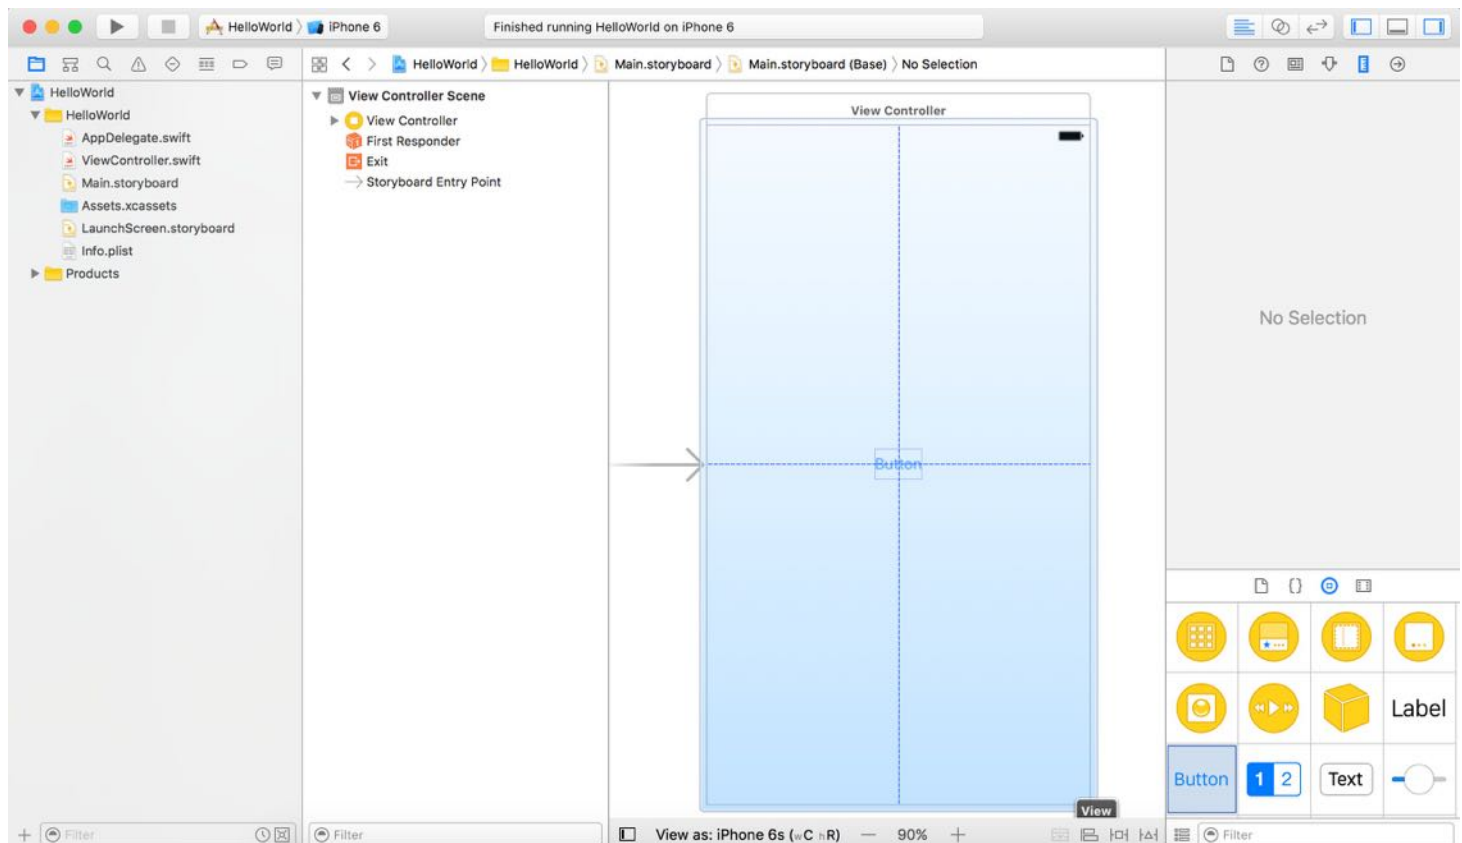 HelloWorld iPhone 6
Finished running HelloWorld on iPhone 6
HelloWorld HelloWorld Main.storyboard Main.storyboard (Base) No Selection
HelloWorld
HelloWorld
AppDelegate.swift
ViewController.swift
Main.storyboard
Assets.xcassets
LaunchScreen.storyboard
Info.plist
Products
Filter
View Controller Scene
View Controller
First Responder
Exit
Storyboard Entry Point
Filter
View Controller
Button
View
View as: iPhone 6s (wC hR) — 90% +
No Selection
{}
Label
Button
1 2
Text
Filter